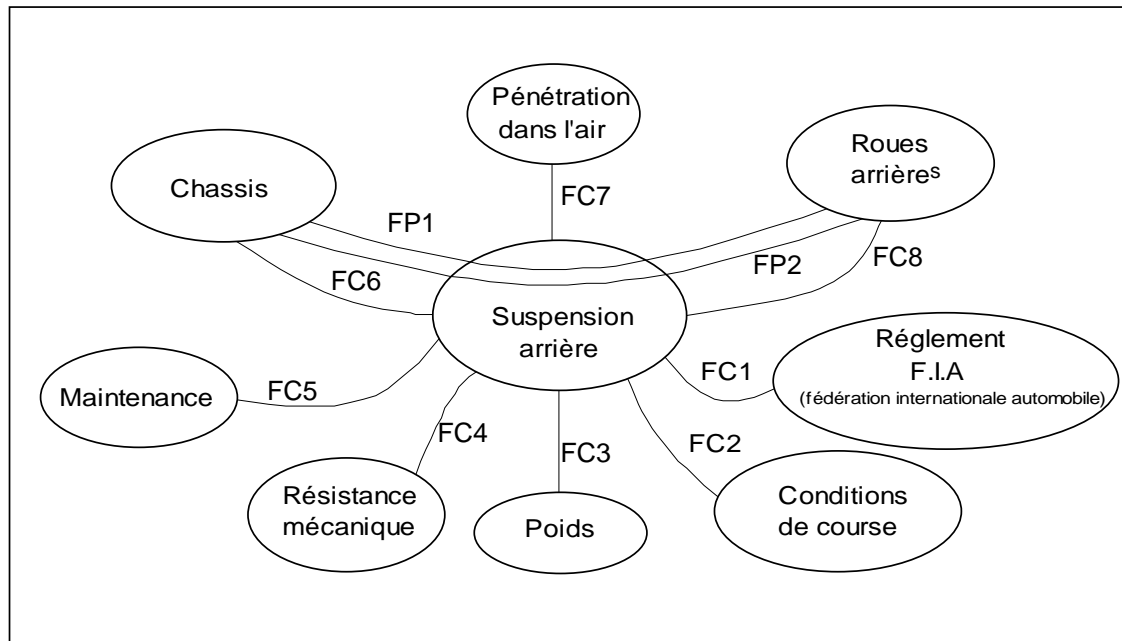 Pénétration
dans l'air
Roues
arrières
Chassis
FP1
FC7
FP2
FC8
FC6
Suspension
arrière
Réglement
F.I.A
(fédération internationale automobile)
FC1
Maintenance
FC5
FC4
FC3
FC2
Résistance
mécanique
Poids
Conditions
de course